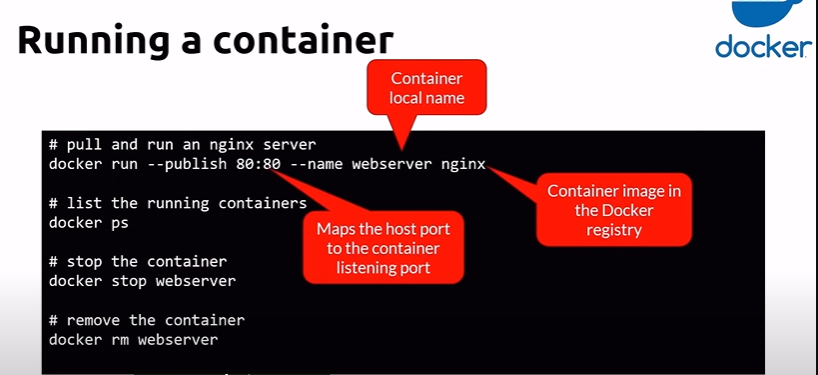 Running a container
docker
Container
local name
# pull and run an nginx server
docker run --publish 80:80 --name webserver nginx
Container image in
the Docker
registry
# list the running containers
docker ps
Maps the host port
to the container
listening port
# stop the container
docker stop webserver
# remove the container
docker rm webserver